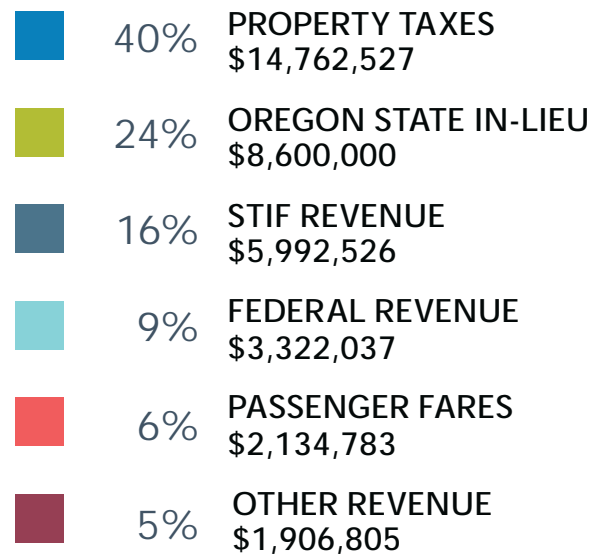 40% PROPERTY TAXES
$14,762,527
24% OREGON STATE IN-LIEU
$8,600,000
16% STIF REVENUE
$5,992,526
9% FEDERAL REVENUE
$3,322,037
6% PASSENGER FARES
$2,134,783
5% OTHER REVENUE
$1,906,805